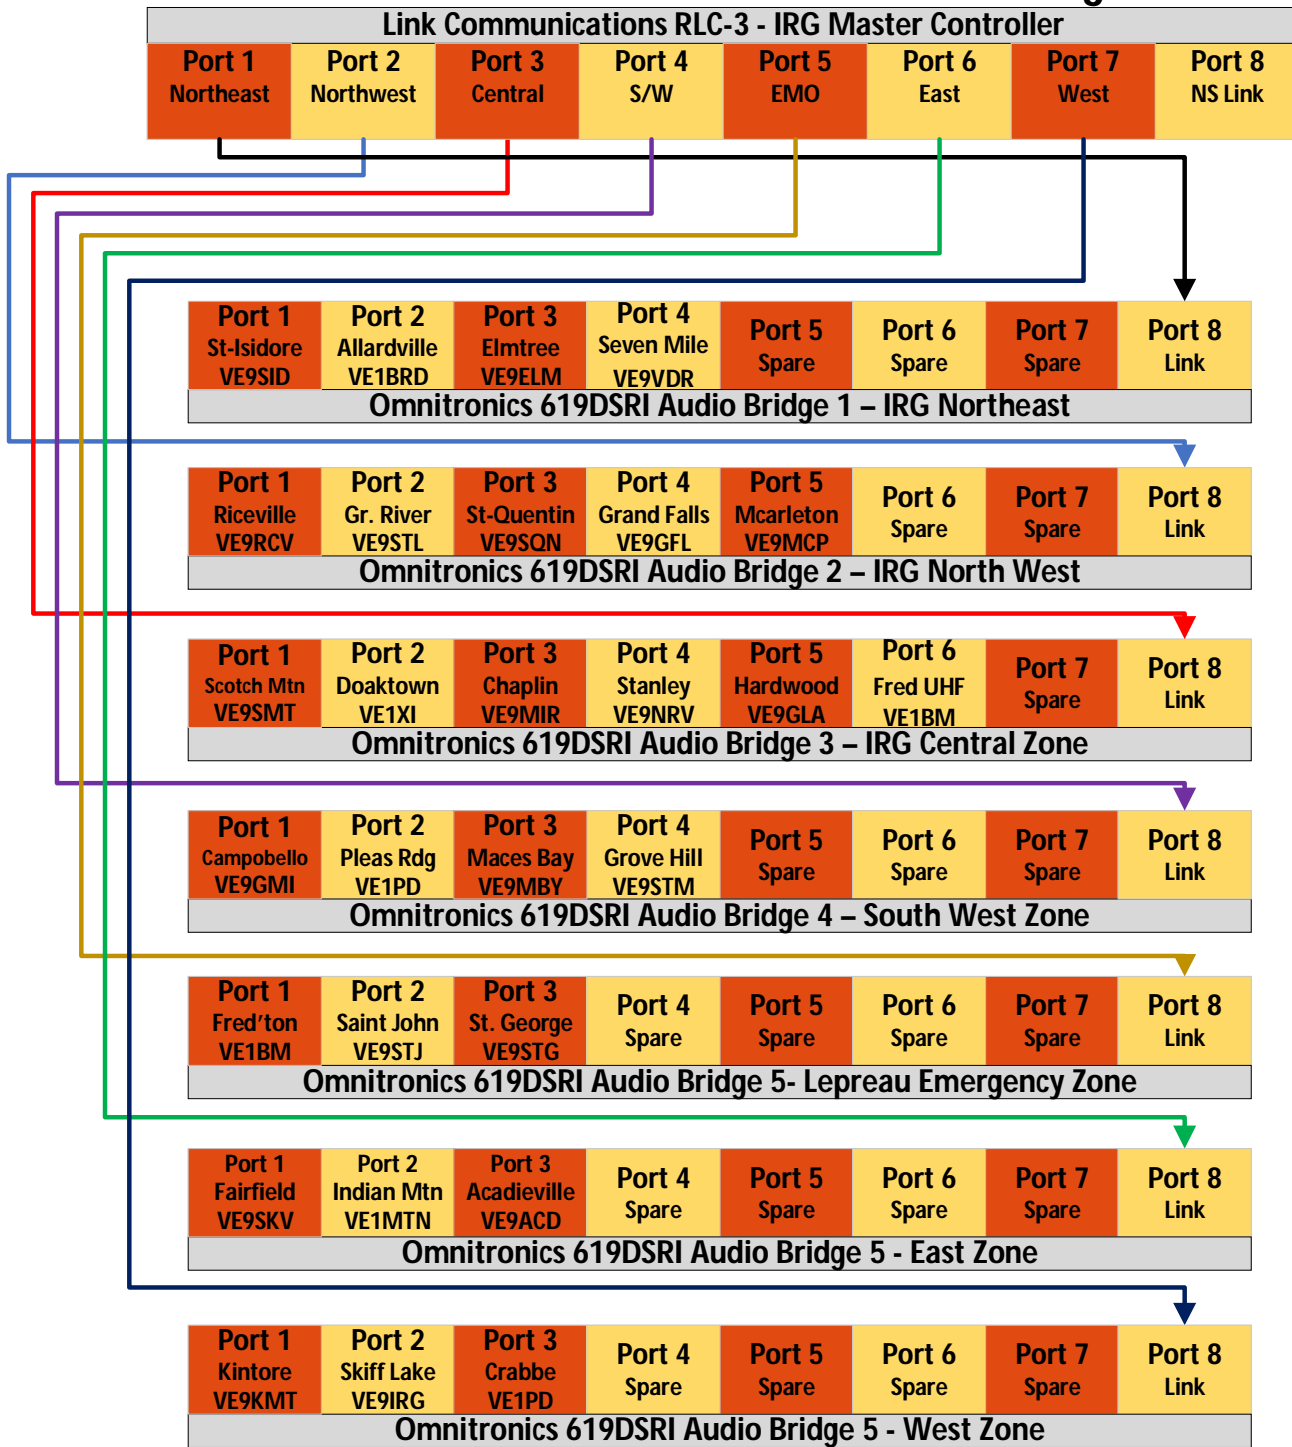 Link Communications RLC-3 - IRG Master Controller
Port 1 Port 2 Port 3 Port 4 Port 5 Port 6 Port 7 Port 8
Northeast Northwest Central S/W EMO East West NS Link
Port 1 Port 2 Port 3 Port 4 Port 5 Port 6 Port 7 Port 8
St-Isidore Allardville Elmtree Seven Mile Spare Spare Spare Link
VE9SID VE1BRD VE9ELM VE9VDR
Omnitronics 619DSRI Audio Bridge 1 – IRG Northeast
Port 1 Port 2 Port 3 Port 4 Port 5 Port 6 Port 7 Port 8
Riceville Gr. River St-Quentin Grand Falls Mcarleton Spare Spare Link
VE9RCV VE9STL VE9SQN VE9GFL VE9MCP
Omnitronics 619DSRI Audio Bridge 2 – IRG North West
Port 1 Port 2 Port 3 Port 4 Port 5 Port 6 Port 7 Port 8
Scotch Mtn Doaktown Chaplin Stanley Hardwood Fred UHF Spare Link
VE9SMT VE1XI VE9MIR VE9NRV VE9GLA VE1BM
Omnitronics 619DSRI Audio Bridge 3 – IRG Central Zone
Port 1 Port 2 Port 3 Port 4 Port 5 Port 6 Port 7 Port 8
Campobello Pleas Rdg Maces Bay Grove Hill Spare Spare Spare Link
VE9GMI VE1PD VE9MBY VE9STM
Omnitronics 619DSRI Audio Bridge 4 – South West Zone
Port 1 Port 2 Port 3 Port 4 Port 5 Port 6 Port 7 Port 8
Fred'ton Saint John St. George Spare Spare Spare Spare Link
VE1BM VE9STJ VE9STG
Omnitronics 619DSRI Audio Bridge 5- Lepreau Emergency Zone
Port 1 Port 2 Port 3 Port 4 Port 5 Port 6 Port 7 Port 8
Fairfield Indian Mtn Acadieville Spare Spare Spare Spare Link
VE9SKV VE1MTN VE9ACD
Omnitronics 619DSRI Audio Bridge 5 - East Zone
Port 1 Port 2 Port 3 Port 4 Port 5 Port 6 Port 7 Port 8
Kintore Skiff Lake Crabbe Spare Spare Spare Spare Link
VE9KMT VE9IRG VE1PD
Omnitronics 619DSRI Audio Bridge 5 - West Zone